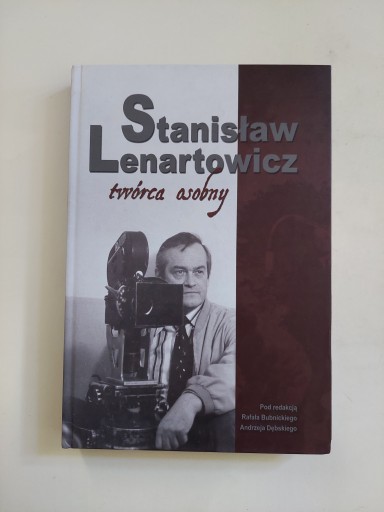 Stanisław
Lenartowicz
twórca osobny
Pod redakcją
Rafała Bubnickiego
Andrzeja Dębskiego